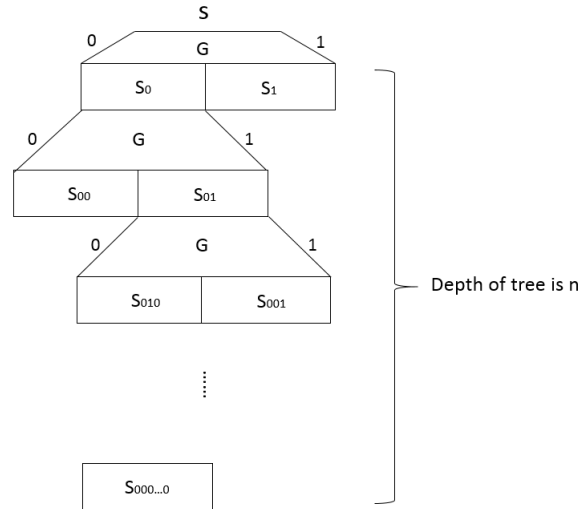 S
0 G 1
S0 S1
0 G 1
S00 S01
0 G 1
S010 S001
Depth of tree is n
S000...0